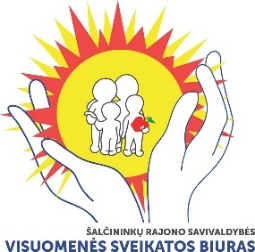 ŠALČININKŲ RAJONO SAVIVALDYBĖS
VISUOMENĖS SVEIKATOS BIURAS